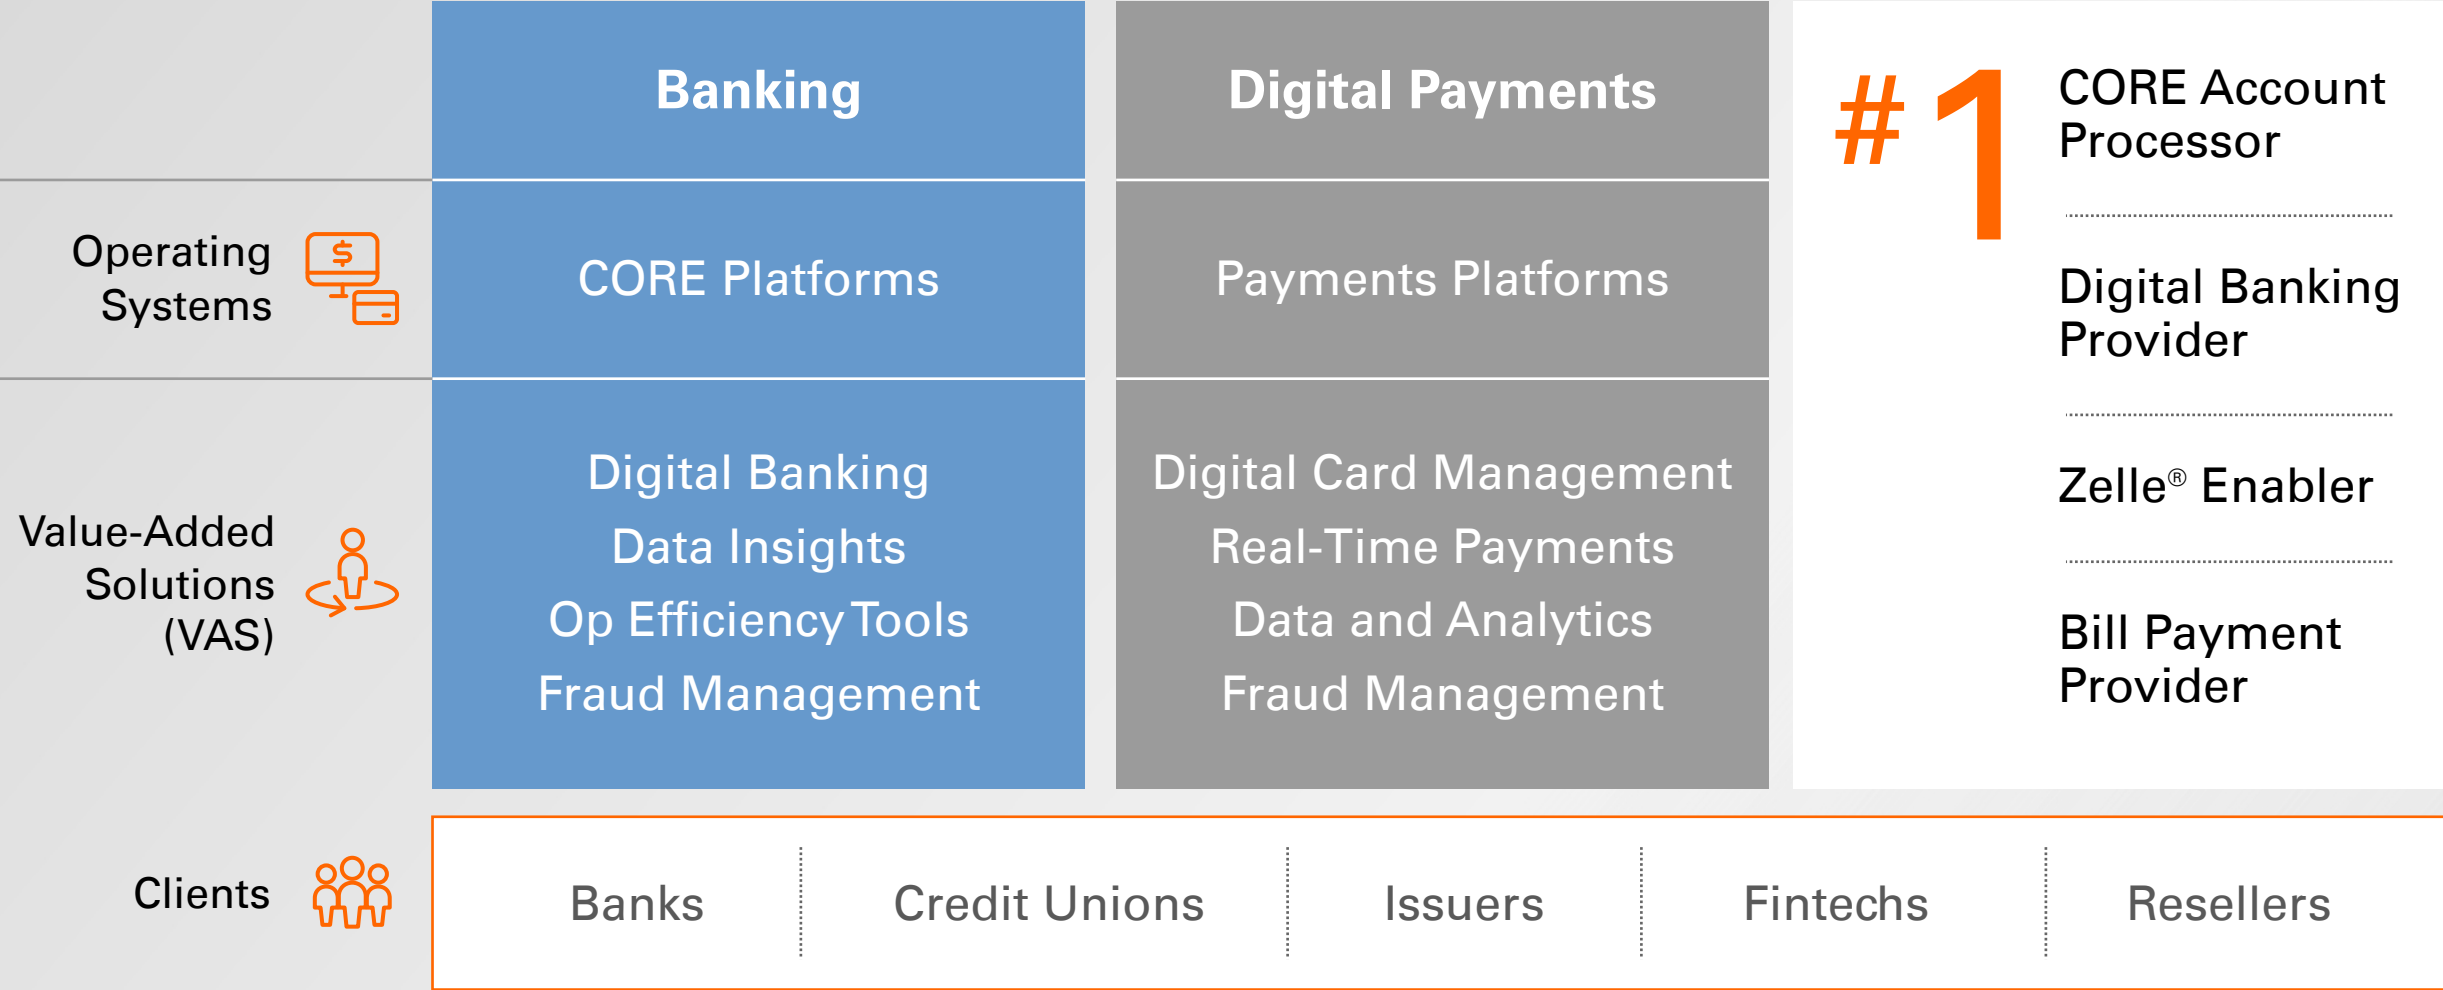 Banking
Digital Payments
#1
CORE Account
Processor
Digital Banking
Provider
Zelle® Enabler
Bill Payment
Provider
Operating
Systems
$
CORE Platforms
Payments Platforms
Value-Added
Solutions
(VAS)
Digital Banking
Data Insights
Op Efficiency Tools
Fraud Management
Digital Card Management
Real-Time Payments
Data and Analytics
Fraud Management
Clients
Banks
Credit Unions
Issuers
Fintechs
Resellers